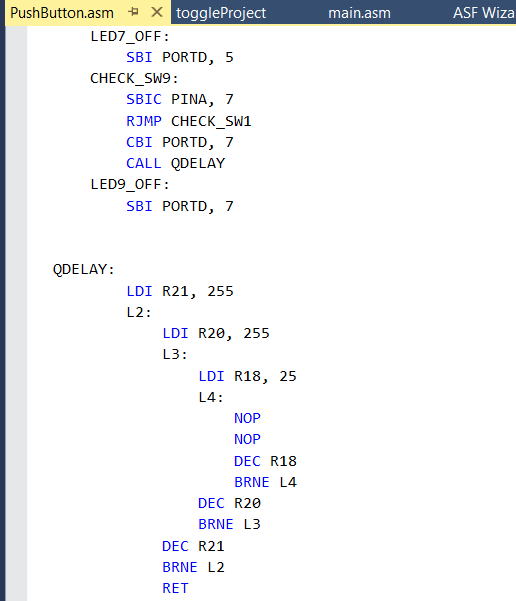 PushButton.asm toggleProject main.asm ASF Wiza
LED7_OFF:
SBI PORTD, 5
CHECK_SW9:
SBIC PINA, 7
RJMP CHECK_SW1
CBI PORTD, 7
CALL QDELAY
LED9_OFF:
SBI PORTD, 7
QDELAY:
LDI R21, 255
L2:
LDI R20, 255
L3:
LDI R18, 25
L4:
NOP
NOP
DEC R18
BRNE L4
DEC R20
BRNE L3
DEC R21
BRNE L2
RET